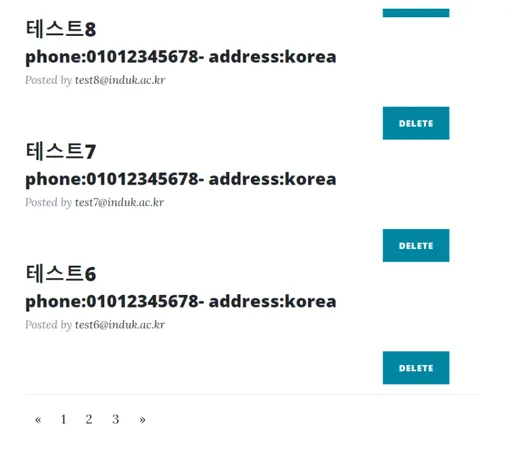 테스트8
phone:01012345678- address:korea
Posted by test8@induk.ac.kr
DELETE
테스트7
phone:01012345678- address:korea
Posted by test7@induk.ac.kr
DELETE
테스트6
phone:01012345678- address:korea
Posted by test6@induk.ac.kr
DELETE
« 1 2 3 »